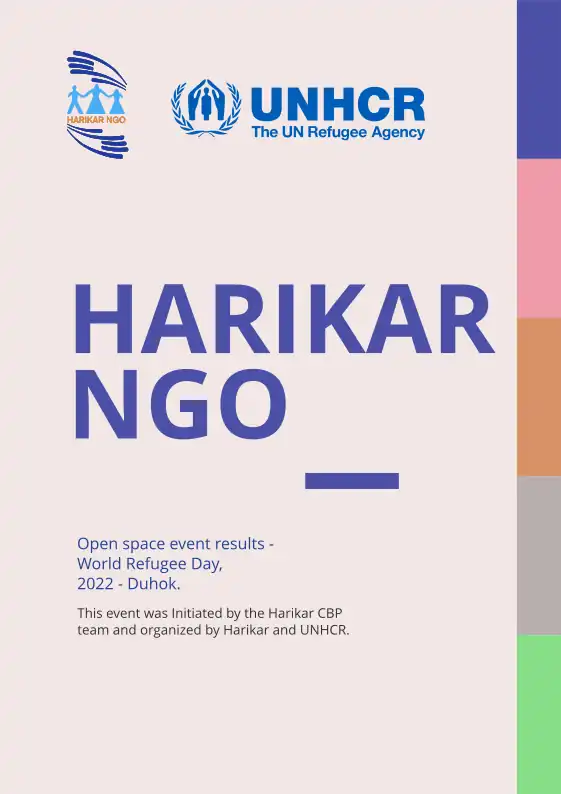 HARIKAR NGO
UNHCR
The UN Refugee Agency
HARIKAR
NGO
Open space event results -
World Refugee Day,
2022 - Duhok.
This event was Initiated by the Harikar CBP
team and organized by Harikar and UNHCR.